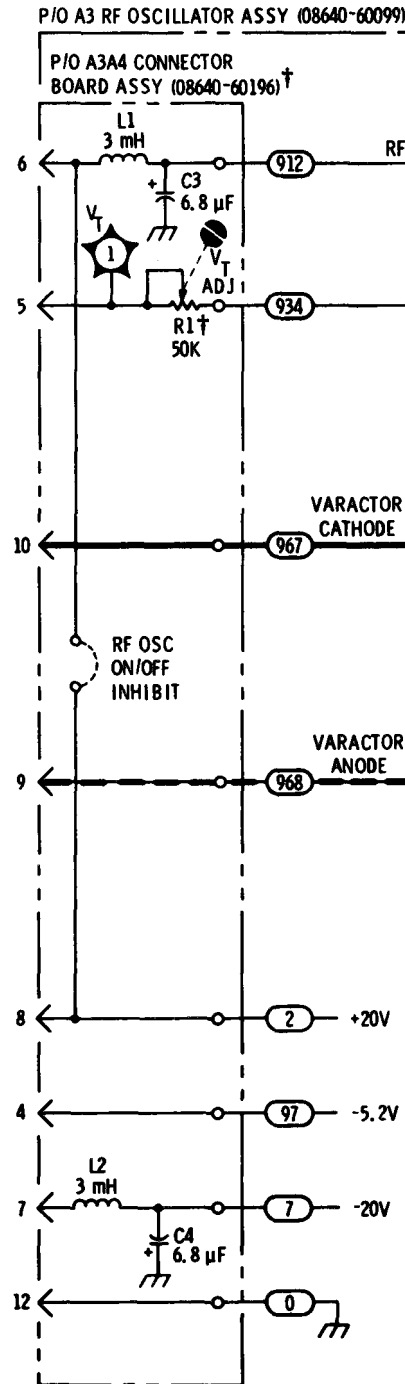 P/O A3 RF OSCILLATOR ASSY (08640-60099)
P/O A3A4 CONNECTOR
BOARD ASSY (08640-60196)†
L1
3 mH
6
912
RF
+
C3
6.8 µF
VT
1
VT
ADJ
5
934
R1†
50K
VARACTOR
CATHODE
10
967
RF OSC
ON/OFF
INHIBIT
VARACTOR
ANODE
9
968
8
2
+20V
4
97
-5.2V
L2
3 mH
7
7
-20V
C4
+
6.8 µF
12
0